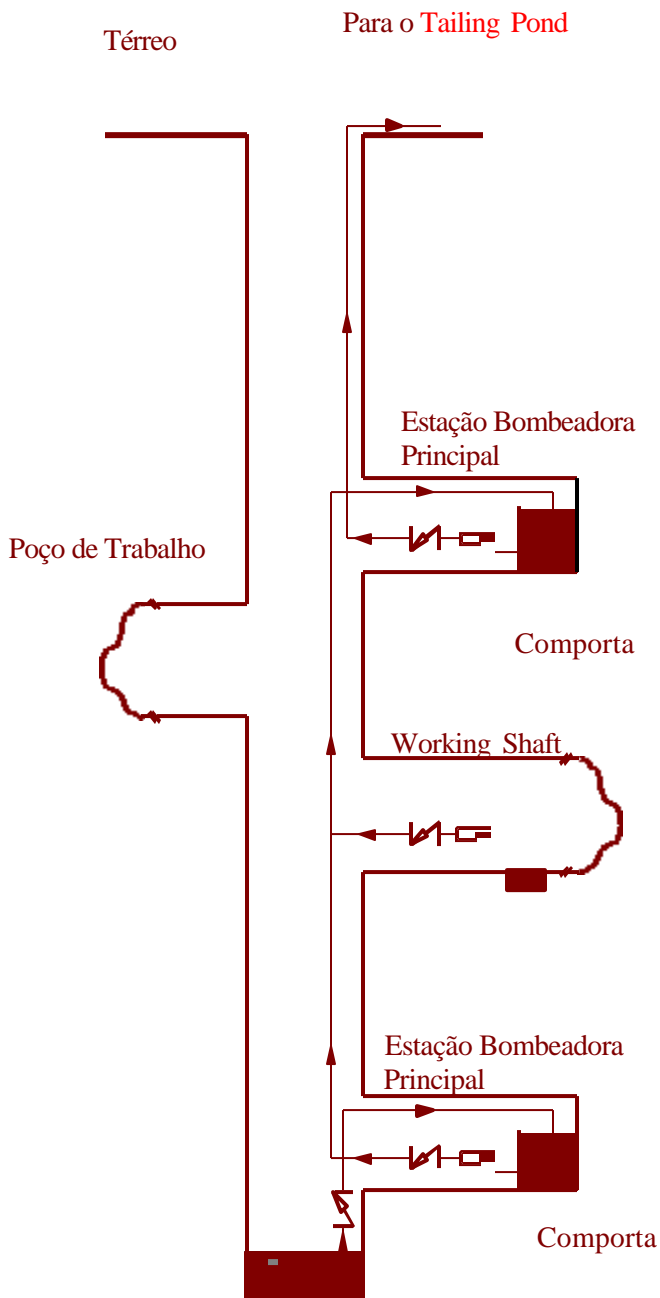 Para o Tailing Pond
Térreo
Estação Bombeadora
Principal
Poço de Trabalho
Comporta
Working Shaft
Estação Bombeadora
Principal
Comporta